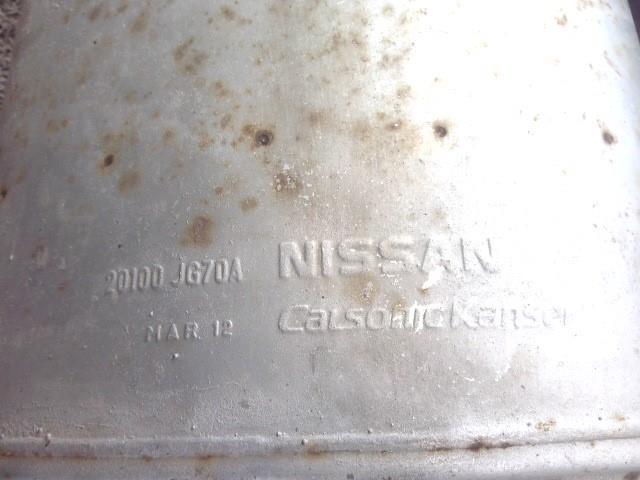 20100 JG70A NISSAN
MAR 12 CalsonicKansei